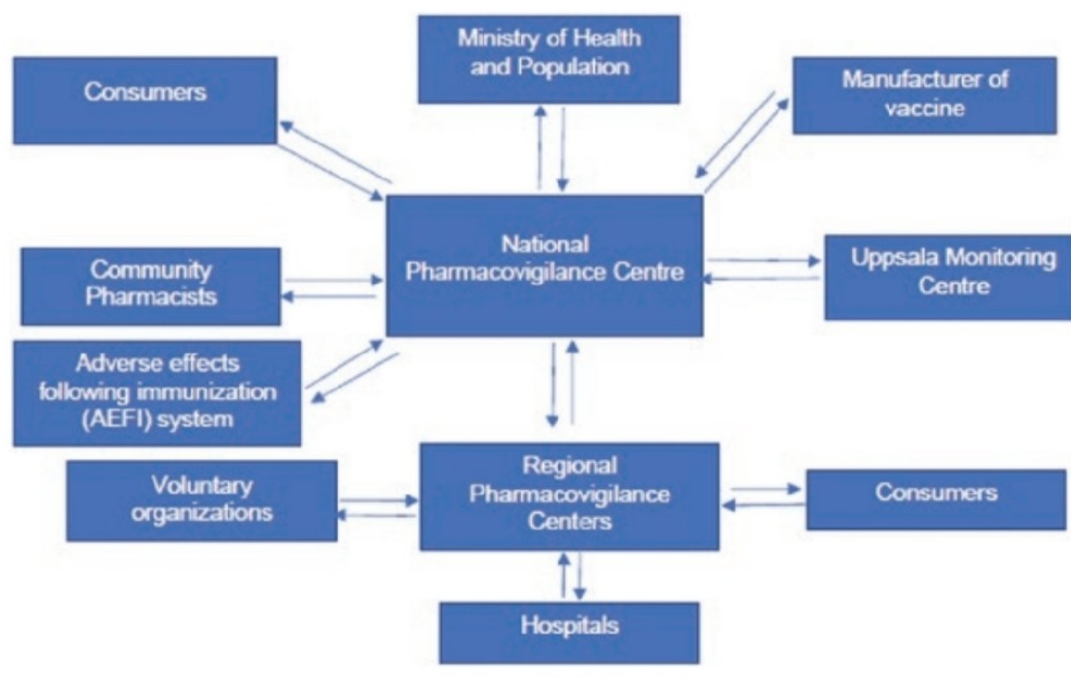 Ministry of Health
and Population
Consumers
Manufacturer of
vaccine
National
Pharmacovigilance Centre
Community
Pharmacists
Uppsala Monitoring
Centre
Adverse effects
following immunization
(AEFI) system
Regional
Pharmacovigilance
Centers
Voluntary
organizations
Consumers
Hospitals